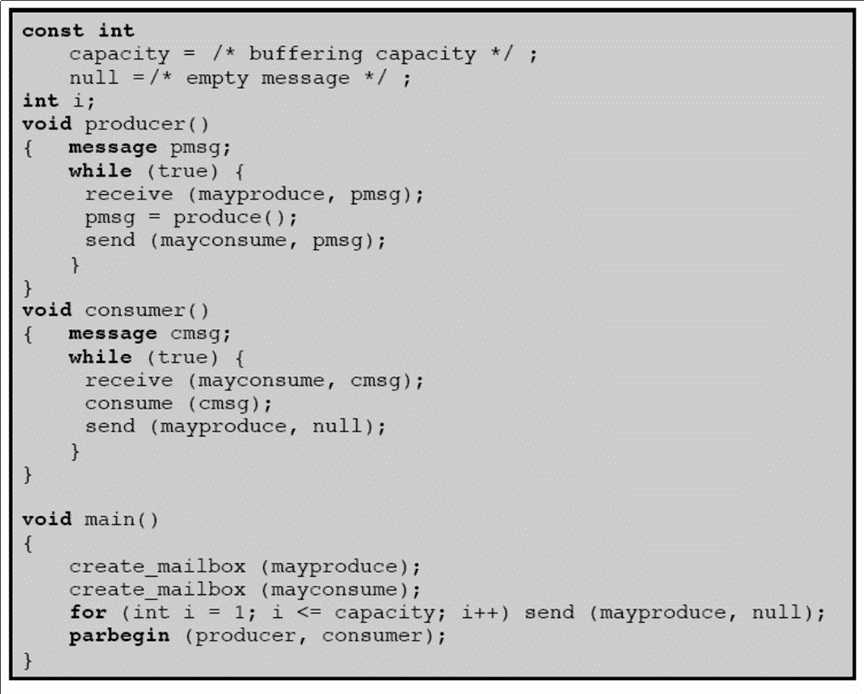 const int
capacity = /* buffering capacity */ ;
null =/* empty message */ ;
int i;
void producer()
{ message pmsg;
while (true) {
receive (mayproduce, pmsg);
pmsg = produce();
send (mayconsume, pmsg);
}
}
void consumer()
{ message cmsg;
while (true) {
receive (mayconsume, cmsg);
consume (cmsg);
send (mayproduce, null);
}
}
void main()
{
create_mailbox (mayproduce);
create_mailbox (mayconsume);
for (int i = 1; i <= capacity; i++) send (mayproduce, null);
parbegin (producer, consumer);
}